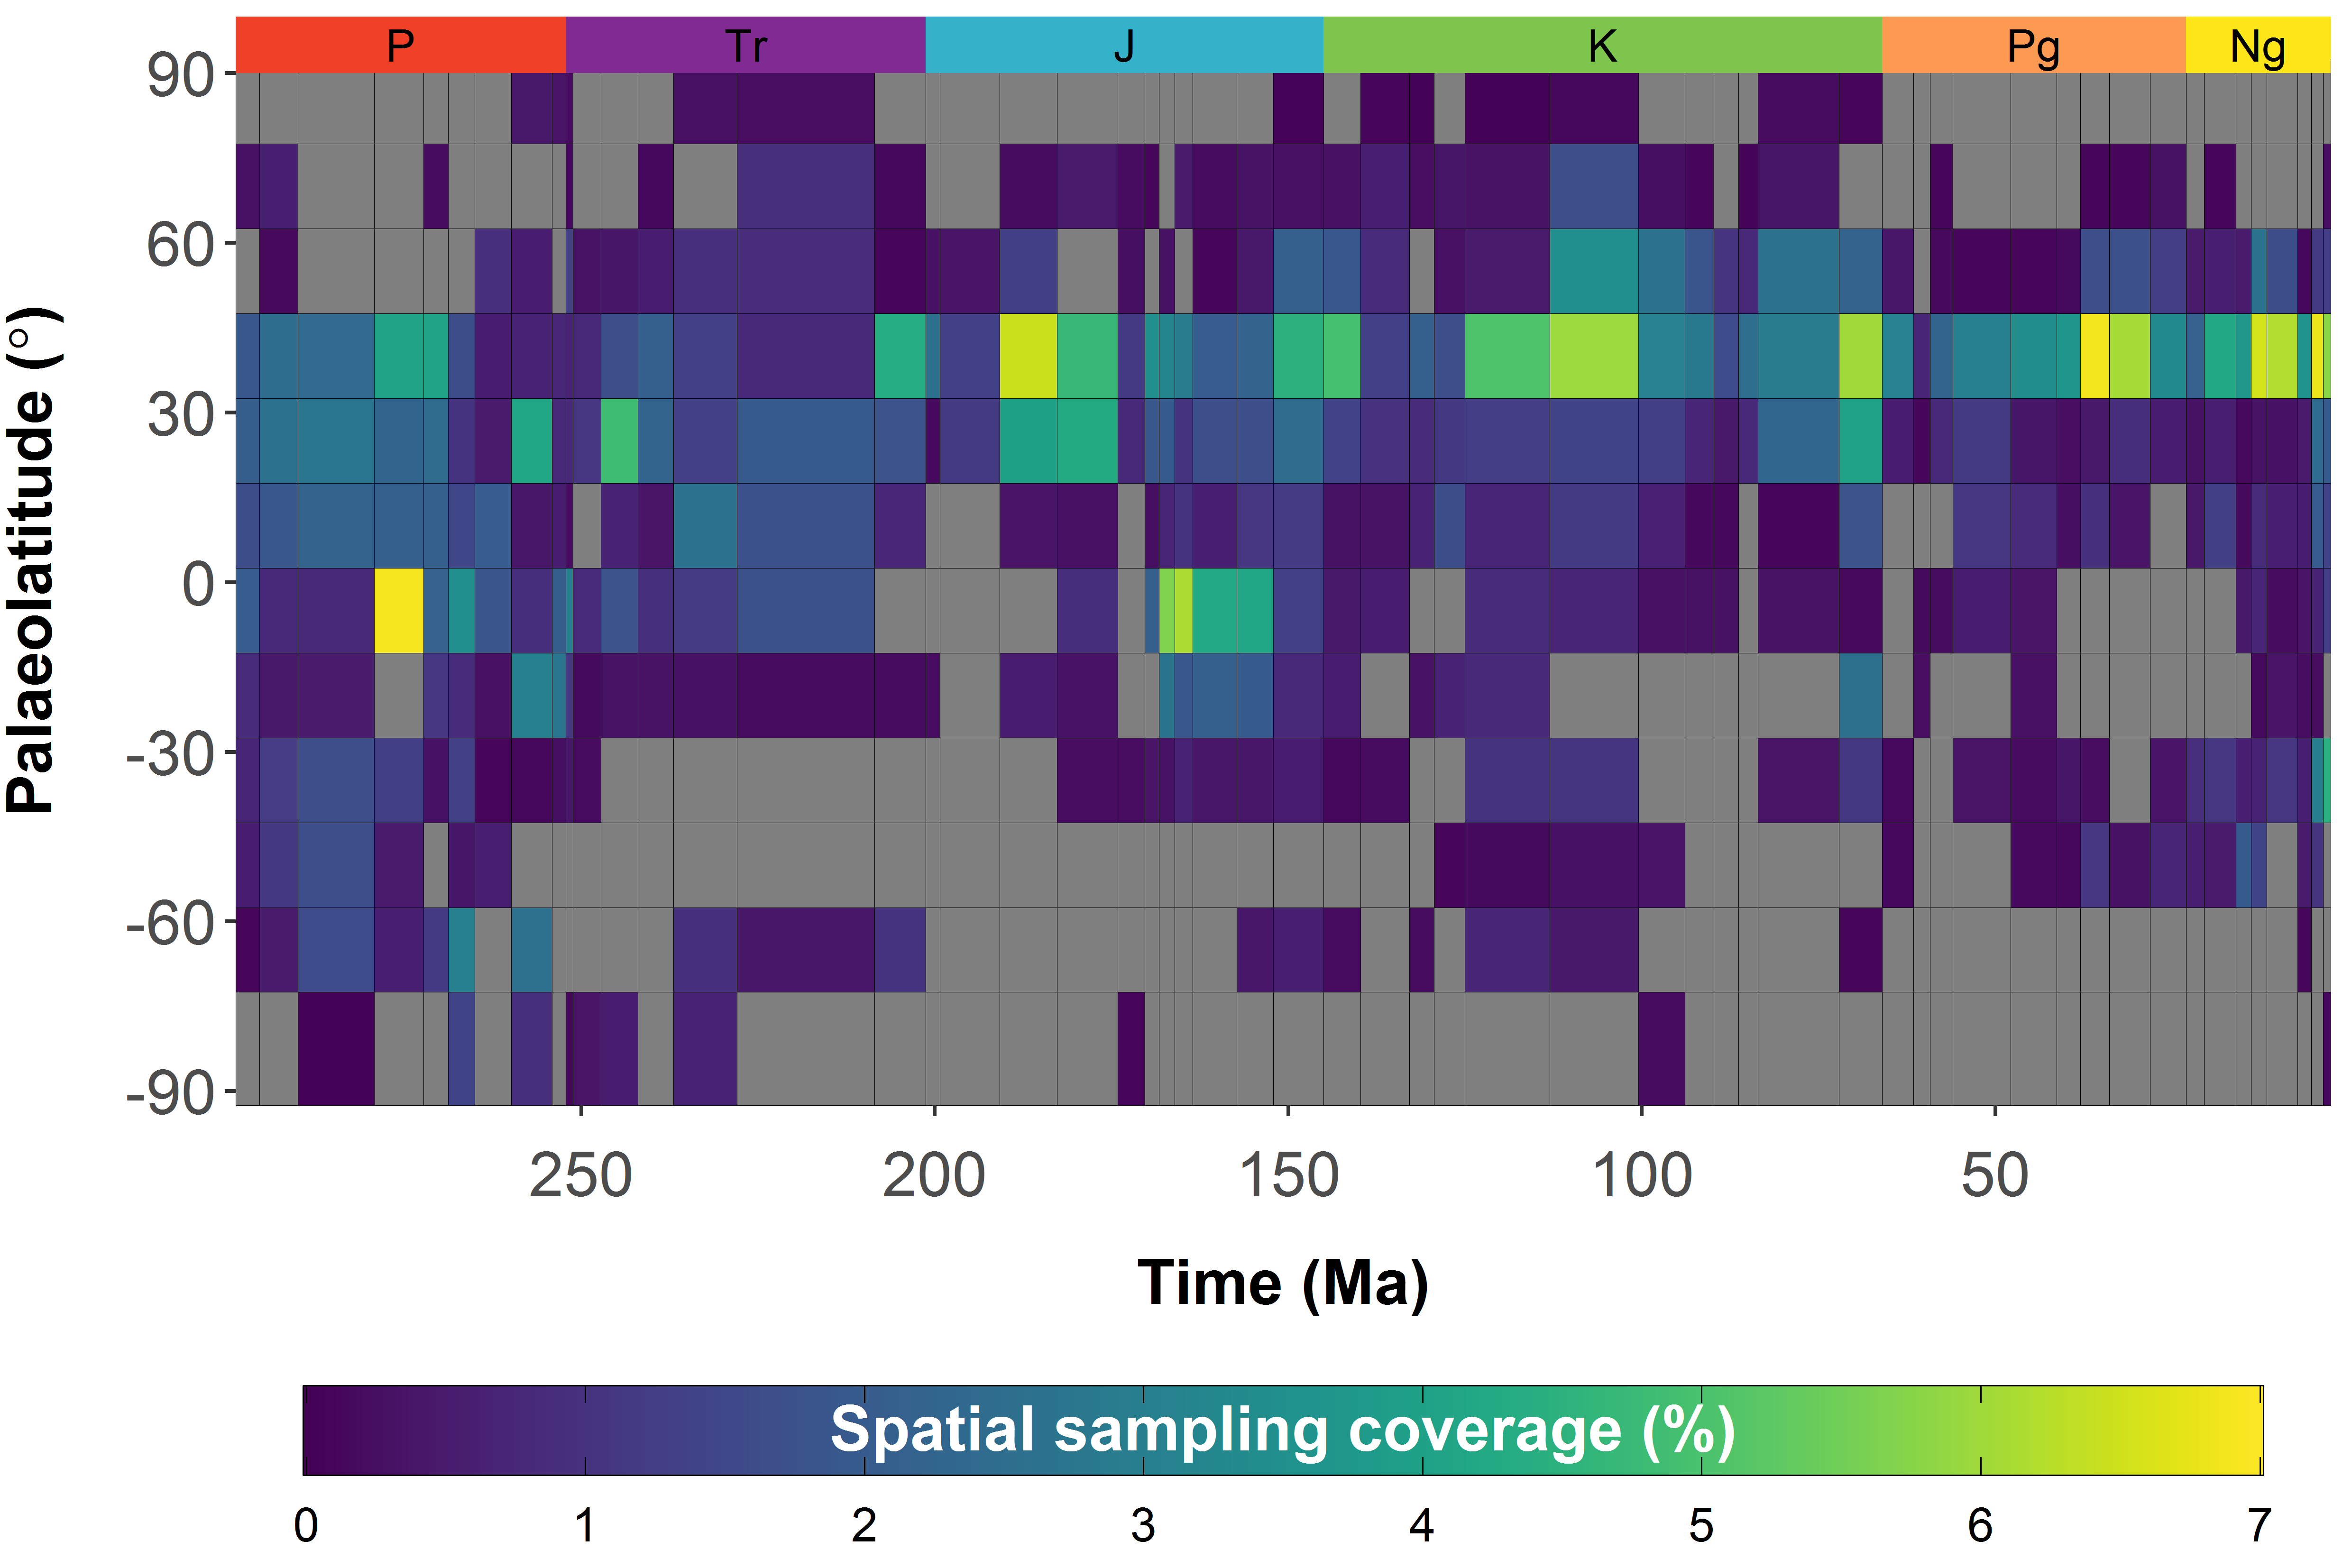 P Tr J K Pg Ng
90
60
30
0
-30
-60
-90
Palaeolatitude (°)
250 200 150 100 50
Time (Ma)
Spatial sampling coverage (%)
0 1 2 3 4 5 6 7